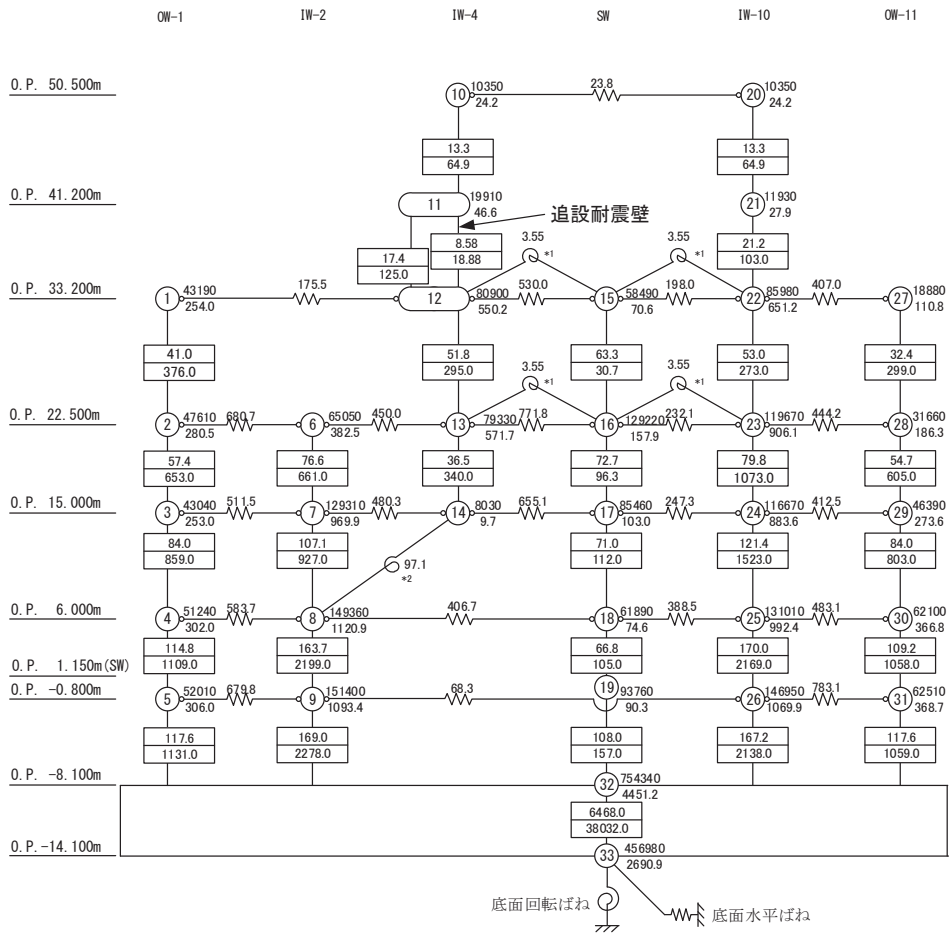 OW-1 IW-2 IW-4 SW IW-10 OW-11
O.P. 50.500m 10 10350 23.8 20 10350
24.2 24.2
13.3 13.3
64.9 64.9
O.P. 41.200m 11 19910 21 11930
46.6 27.9
追設耐震壁
17.4 8.58 3.55 3.55 21.2
125.0 18.88 *1 *1 103.0
O.P. 33.200m 1 43190 175.5 12 80900 530.0 15 58490 198.0 22 85980 407.0 27 18880
254.0 550.2 70.6 651.2 110.8
41.0 51.8 63.3 53.0 32.4
376.0 295.0 30.7 273.0 299.0
3.55 3.55
*1 *1
O.P. 22.500m 2 47610 680.7 6 65050 450.0 13 79330 771.8 16 129220 232.1 23 119670 444.2 28 31660
280.5 382.5 571.7 157.9 906.1 186.3
57.4 76.6 36.5 72.7 79.8 54.7
653.0 661.0 340.0 96.3 1073.0 605.0
O.P. 15.000m 3 43040 511.5 7 129310 480.3 14 8030 655.1 17 85460 247.3 24 116670 412.5 29 46390
253.0 969.9 9.7 103.0 883.6 273.6
84.0 107.1 71.0 121.4 84.0
859.0 927.0 112.0 1523.0 803.0
97.1
*2
O.P. 6.000m 4 51240 583.7 8 149360 406.7 18 61890 388.5 25 131010 483.1 30 62100
302.0 1120.9 74.6 992.4 366.8
114.8 163.7 66.8 170.0 109.2
1109.0 2199.0 105.0 2169.0 1058.0
O.P. 1.150m(SW)
O.P. -0.800m 5 52010 679.8 9 151400 68.3 19 93760 26 146950 783.1 31 62510
306.0 1093.4 90.3 1069.9 368.7
117.6 169.0 108.0 167.2 117.6
1131.0 2278.0 157.0 2138.0 1059.0
O.P. -8.100m 32 754340
4451.2
6468.0
38032.0
O.P.-14.100m 33 456980
2690.9
底面回転ばね 底面水平ばね